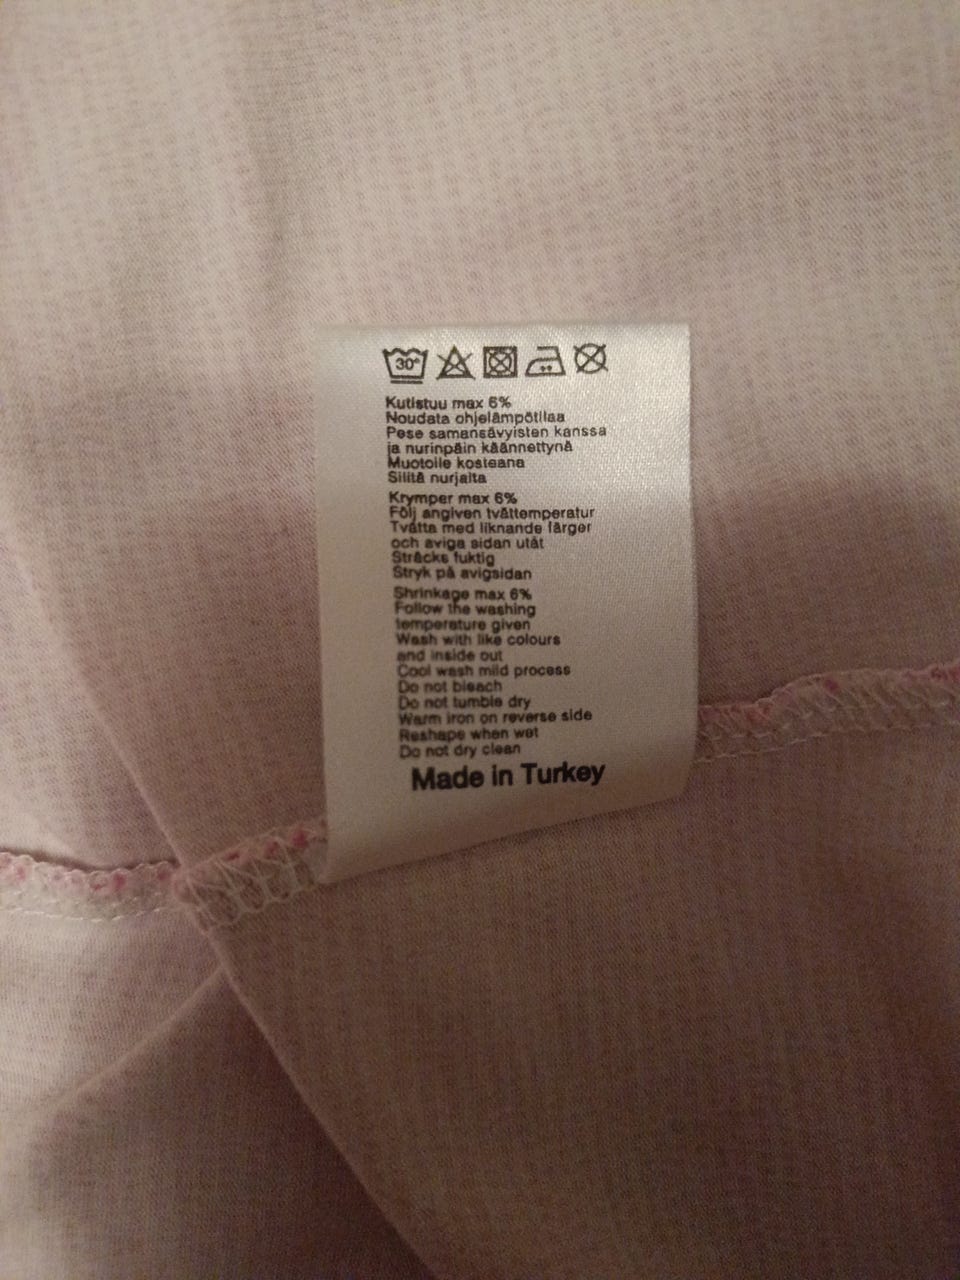 30°
Kutistuu max 6%
Noudata ohjelämpötilaa
Pese samansävyisten kanssa
ja nurinpäin käännettynä
Muotoile kosteana
Silitä nurjalta
Krymper max 6%
Följ angiven tvättemperatur
Tvätta med liknande färger
och aviga sidan utåt
Sträcks fuktig
Stryk på avigsidan
Shrinkage max 6%
Follow the washing
temperature given
Wash with like colours
and inside out
Cool wash mild process
Do not bleach
Do not tumble dry
Warm iron on reverse side
Reshape when wet
Do not dry clean
Made in Turkey